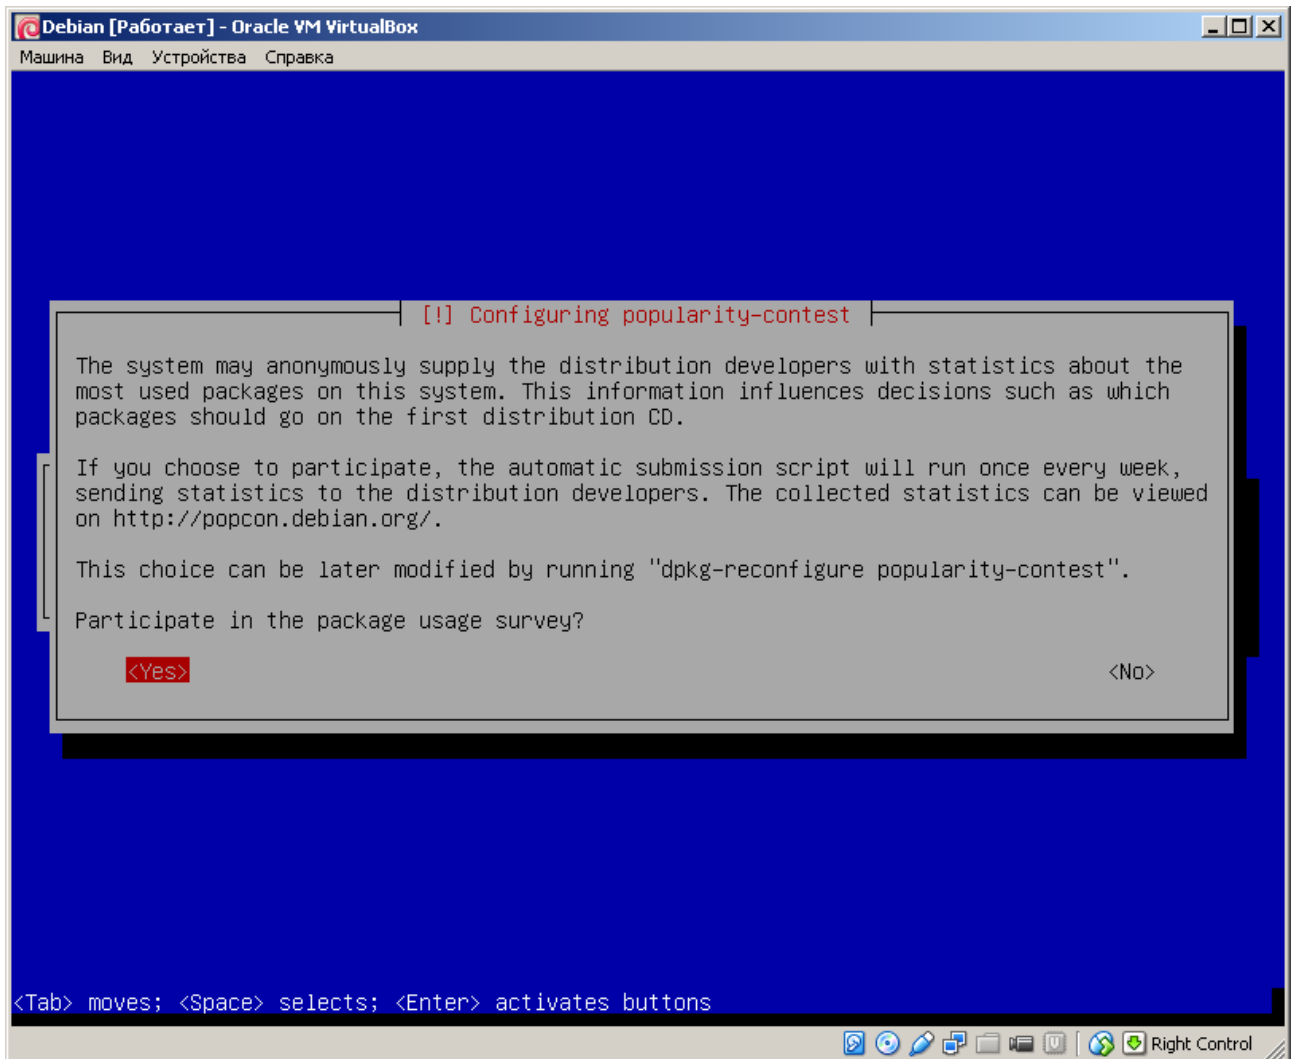 Debian [Работает] - Oracle VM VirtualBox
Машина Вид Устройства Справка
[!] Configuring popularity-contest
The system may anonymously supply the distribution developers with statistics about the
most used packages on this system. This information influences decisions such as which
packages should go on the first distribution CD.
If you choose to participate, the automatic submission script will run once every week,
sending statistics to the distribution developers. The collected statistics can be viewed
on http://popcon.debian.org/.
This choice can be later modified by running "dpkg-reconfigure popularity-contest".
Participate in the package usage survey?
<Yes> <No>
<Tab> moves; <Space> selects; <Enter> activates buttons
Right Control